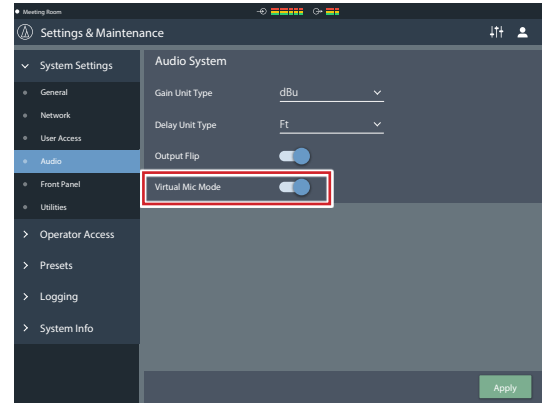 Meeting Room
Settings & Maintenance
System Settings
General
Network
User Access
Audio
Front Panel
Utilities
Operator Access
Presets
Logging
System Info
Audio System
Gain Unit Type dBu
Delay Unit Type Ft
Output Flip
Virtual Mic Mode
Apply